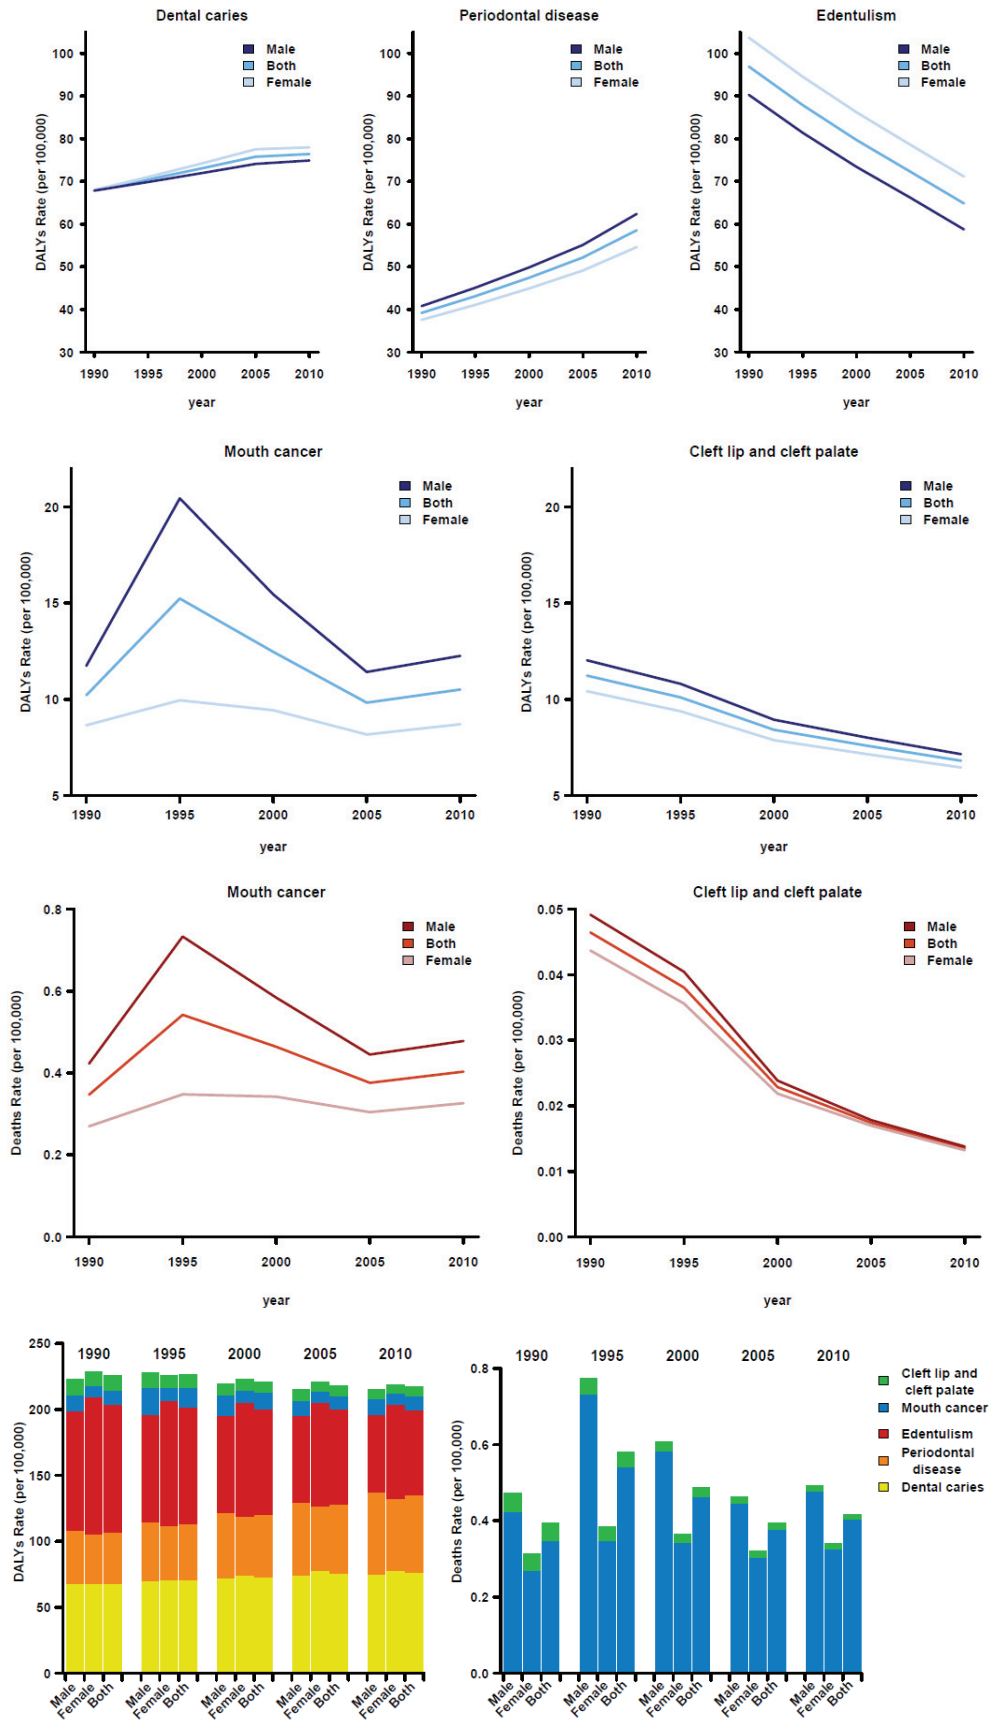 Dental caries
Male
Both
Female
DALYs Rate (per 100,000)
100
90
80
70
60
50
40
30
1990 1995 2000 2005 2010
year
Periodontal disease
Male
Both
Female
DALYs Rate (per 100,000)
100
90
80
70
60
50
40
30
1990 1995 2000 2005 2010
year
Edentulism
Male
Both
Female
DALYs Rate (per 100,000)
100
90
80
70
60
50
40
30
1990 1995 2000 2005 2010
year
Mouth cancer
Male
Both
Female
DALYs Rate (per 100,000)
20
15
10
5
1990 1995 2000 2005 2010
year
Cleft lip and cleft palate
Male
Both
Female
DALYs Rate (per 100,000)
20
15
10
5
1990 1995 2000 2005 2010
year
Mouth cancer
Male
Both
Female
Deaths Rate (per 100,000)
0.8
0.6
0.4
0.2
0.0
1990 1995 2000 2005 2010
year
Cleft lip and cleft palate
Male
Both
Female
Deaths Rate (per 100,000)
0.05
0.04
0.03
0.02
0.01
0.00
1990 1995 2000 2005 2010
year
DALYs Rate (per 100,000)
250
200
150
100
50
0
1990 1995 2000 2005 2010
Male Female Both Male Female Both Male Female Both Male Female Both Male Female Both
Deaths Rate (per 100,000)
0.8
0.6
0.4
0.2
0.0
1990 1995 2000 2005 2010
Male Female Both Male Female Both Male Female Both Male Female Both Male Female Both
Cleft lip and
cleft palate
Mouth cancer
Edentulism
Periodontal
disease
Dental caries